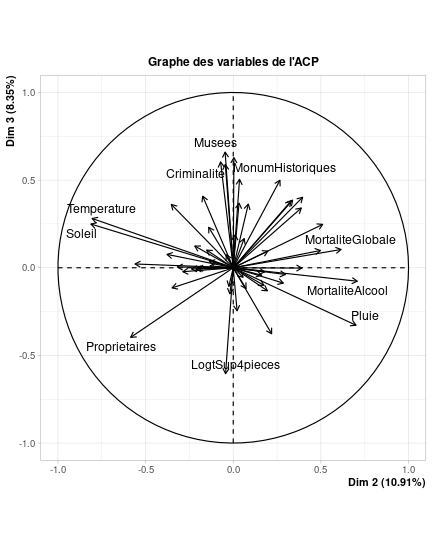 Graphe des variables de l'ACP
Dim 3 (8.35%)
1.0
0.5
0.0
-0.5
-1.0
Musees
Criminalite
MonumHistoriques
Temperature
Soleil
MortaliteGlobale
MortaliteAlcool
Pluie
Proprietaires
LogtSup4pieces
-1.0 -0.5 0.0 0.5 1.0
Dim 2 (10.91%)